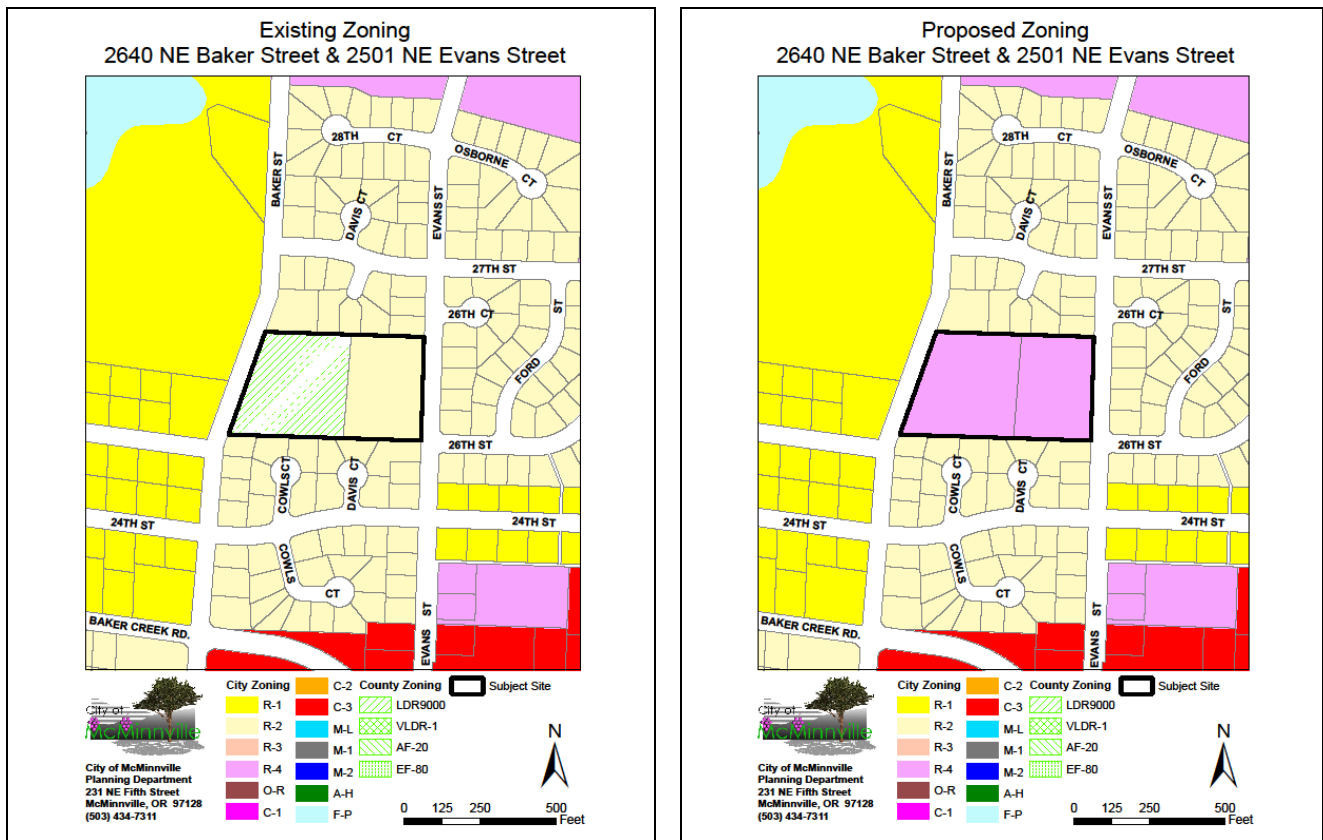 Existing Zoning
2640 NE Baker Street & 2501 NE Evans Street
28TH CT
OSBORNE CT
BAKER ST
DAVIS CT
EVANS ST
27TH ST
26TH CT
FORD ST
26TH ST
COWLS CT
DAVIS CT
24TH ST
24TH ST
COWLS CT
BAKER CREEK RD.
EVANS ST
City of
McMinnville
City of McMinnville
Planning Department
231 NE Fifth Street
McMinnville, OR 97128
(503) 434-7311
City Zoning
R-1
R-2
R-3
R-4
O-R
C-1
C-2
C-3
M-L
M-1
M-2
A-H
F-P
County Zoning
LDR9000
VLDR-1
AF-20
EF-80
Subject Site
N
0 125 250 500
Feet
Proposed Zoning
2640 NE Baker Street & 2501 NE Evans Street
28TH CT
OSBORNE CT
BAKER ST
DAVIS CT
EVANS ST
27TH ST
26TH CT
FORD ST
26TH ST
COWLS CT
DAVIS CT
24TH ST
24TH ST
COWLS CT
BAKER CREEK RD.
EVANS ST
City of
McMinnville
City of McMinnville
Planning Department
231 NE Fifth Street
McMinnville, OR 97128
(503) 434-7311
City Zoning
R-1
R-2
R-3
R-4
O-R
C-1
C-2
C-3
M-L
M-1
M-2
A-H
F-P
County Zoning
LDR9000
VLDR-1
AF-20
EF-80
Subject Site
N
0 125 250 500
Feet